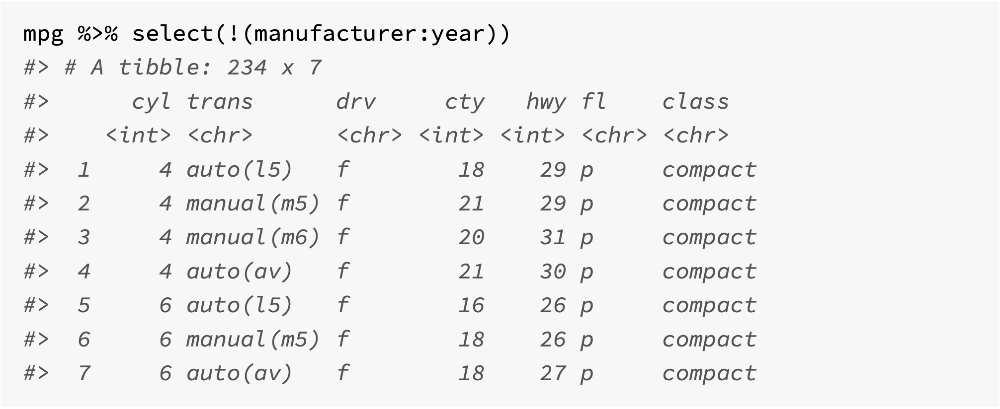 mpg %>% select(!(manufacturer:year))
#> # A tibble: 234 x 7
#>      cyl trans      drv     cty   hwy fl    class
#>    <int> <chr>      <chr> <int> <int> <chr> <chr>
#>  1     4 auto(l5)   f        18    29 p     compact
#>  2     4 manual(m5) f        21    29 p     compact
#>  3     4 manual(m6) f        20    31 p     compact
#>  4     4 auto(av)   f        21    30 p     compact
#>  5     6 auto(l5)   f        16    26 p     compact
#>  6     6 manual(m5) f        18    26 p     compact
#>  7     6 auto(av)   f        18    27 p     compact